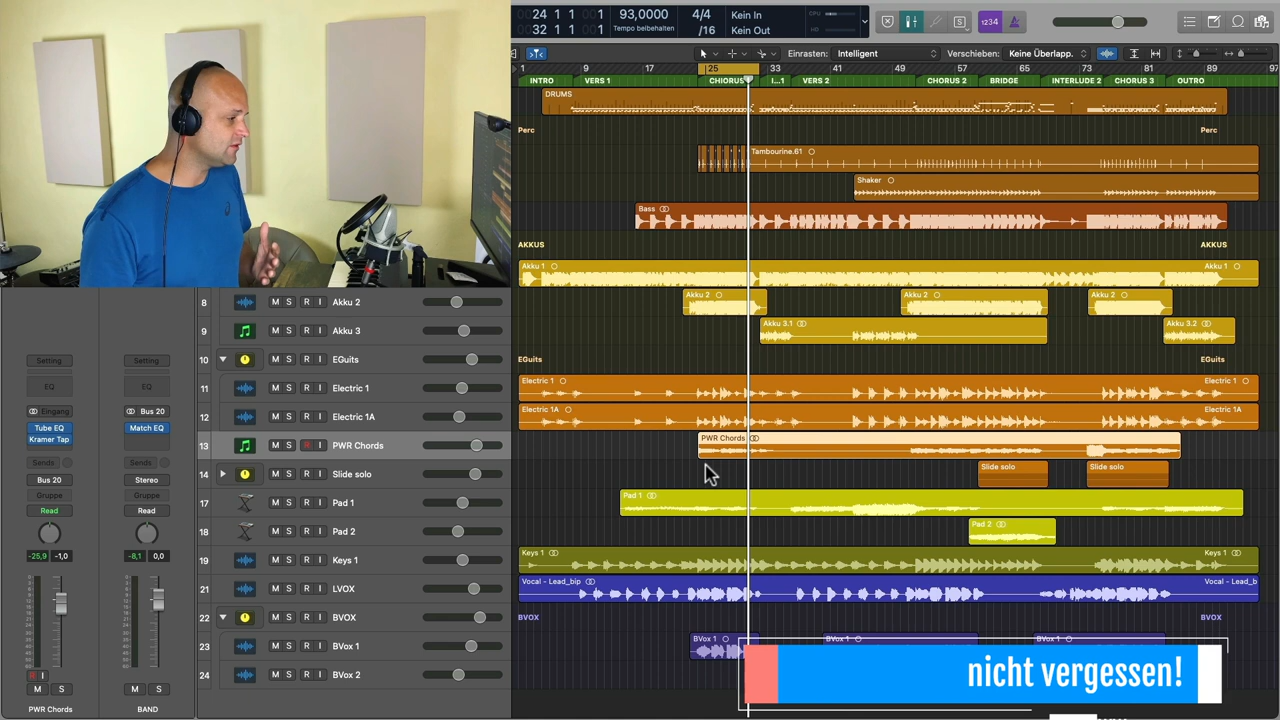 24 1 1 1
32 1 1 1
93,0000
Tempo beibehalten
4/4
/16
Kein In
Kein Out
CPU
1234
Einrasten: Intelligent
Verschieben: Keine Überlapp.
1 9 17 25 33 41 49 57 65 73 81 89 97
INTRO VERS 1 CHIORUS I...1 VERS 2 CHORUS 2 BRIDGE INTERLUDE 2 CHORUS 3 OUTRO
DRUMS
Perc Perc
Tambourine.61
Shaker
Bass
AKKUS AKKUS
Akku 1 Akku 1
8 M S R I Akku 2
Akku 2 Akku 2 Akku 2
9 M S R I Akku 3
Akku 3.1 Akku 3.2
10 M S EGuits
EGuits EGuits
11 M S R I Electric 1
Electric 1 Electric 1
12 M S R I Electric 1A
Electric 1A Electric 1A
13 M S R I PWR Chords
PWR Chords
14 M S R I Slide solo
Slide solo Slide solo
17 M S R I Pad 1
Pad 1
18 M S R I Pad 2
Pad 2
19 M S R I Keys 1
Keys 1 Keys 1
21 M S R I LVOX
Vocal - Lead_bip Vocal - Lead_b
22 M S BVOX
BVOX BVOX
23 M S R I BVox 1
BVox 1 BVox 1 BVox 1
24 M S R I BVox 2
Setting Setting
EQ EQ
Eingang Bus 20
Tube EQ Match EQ
Kramer Tap
Sends Sends
Bus 20 Stereo
Gruppe Gruppe
Read Read
-25,9 -1,0 -8,1 0,0
R I
M S M S
PWR Chords BAND
nicht vergessen!